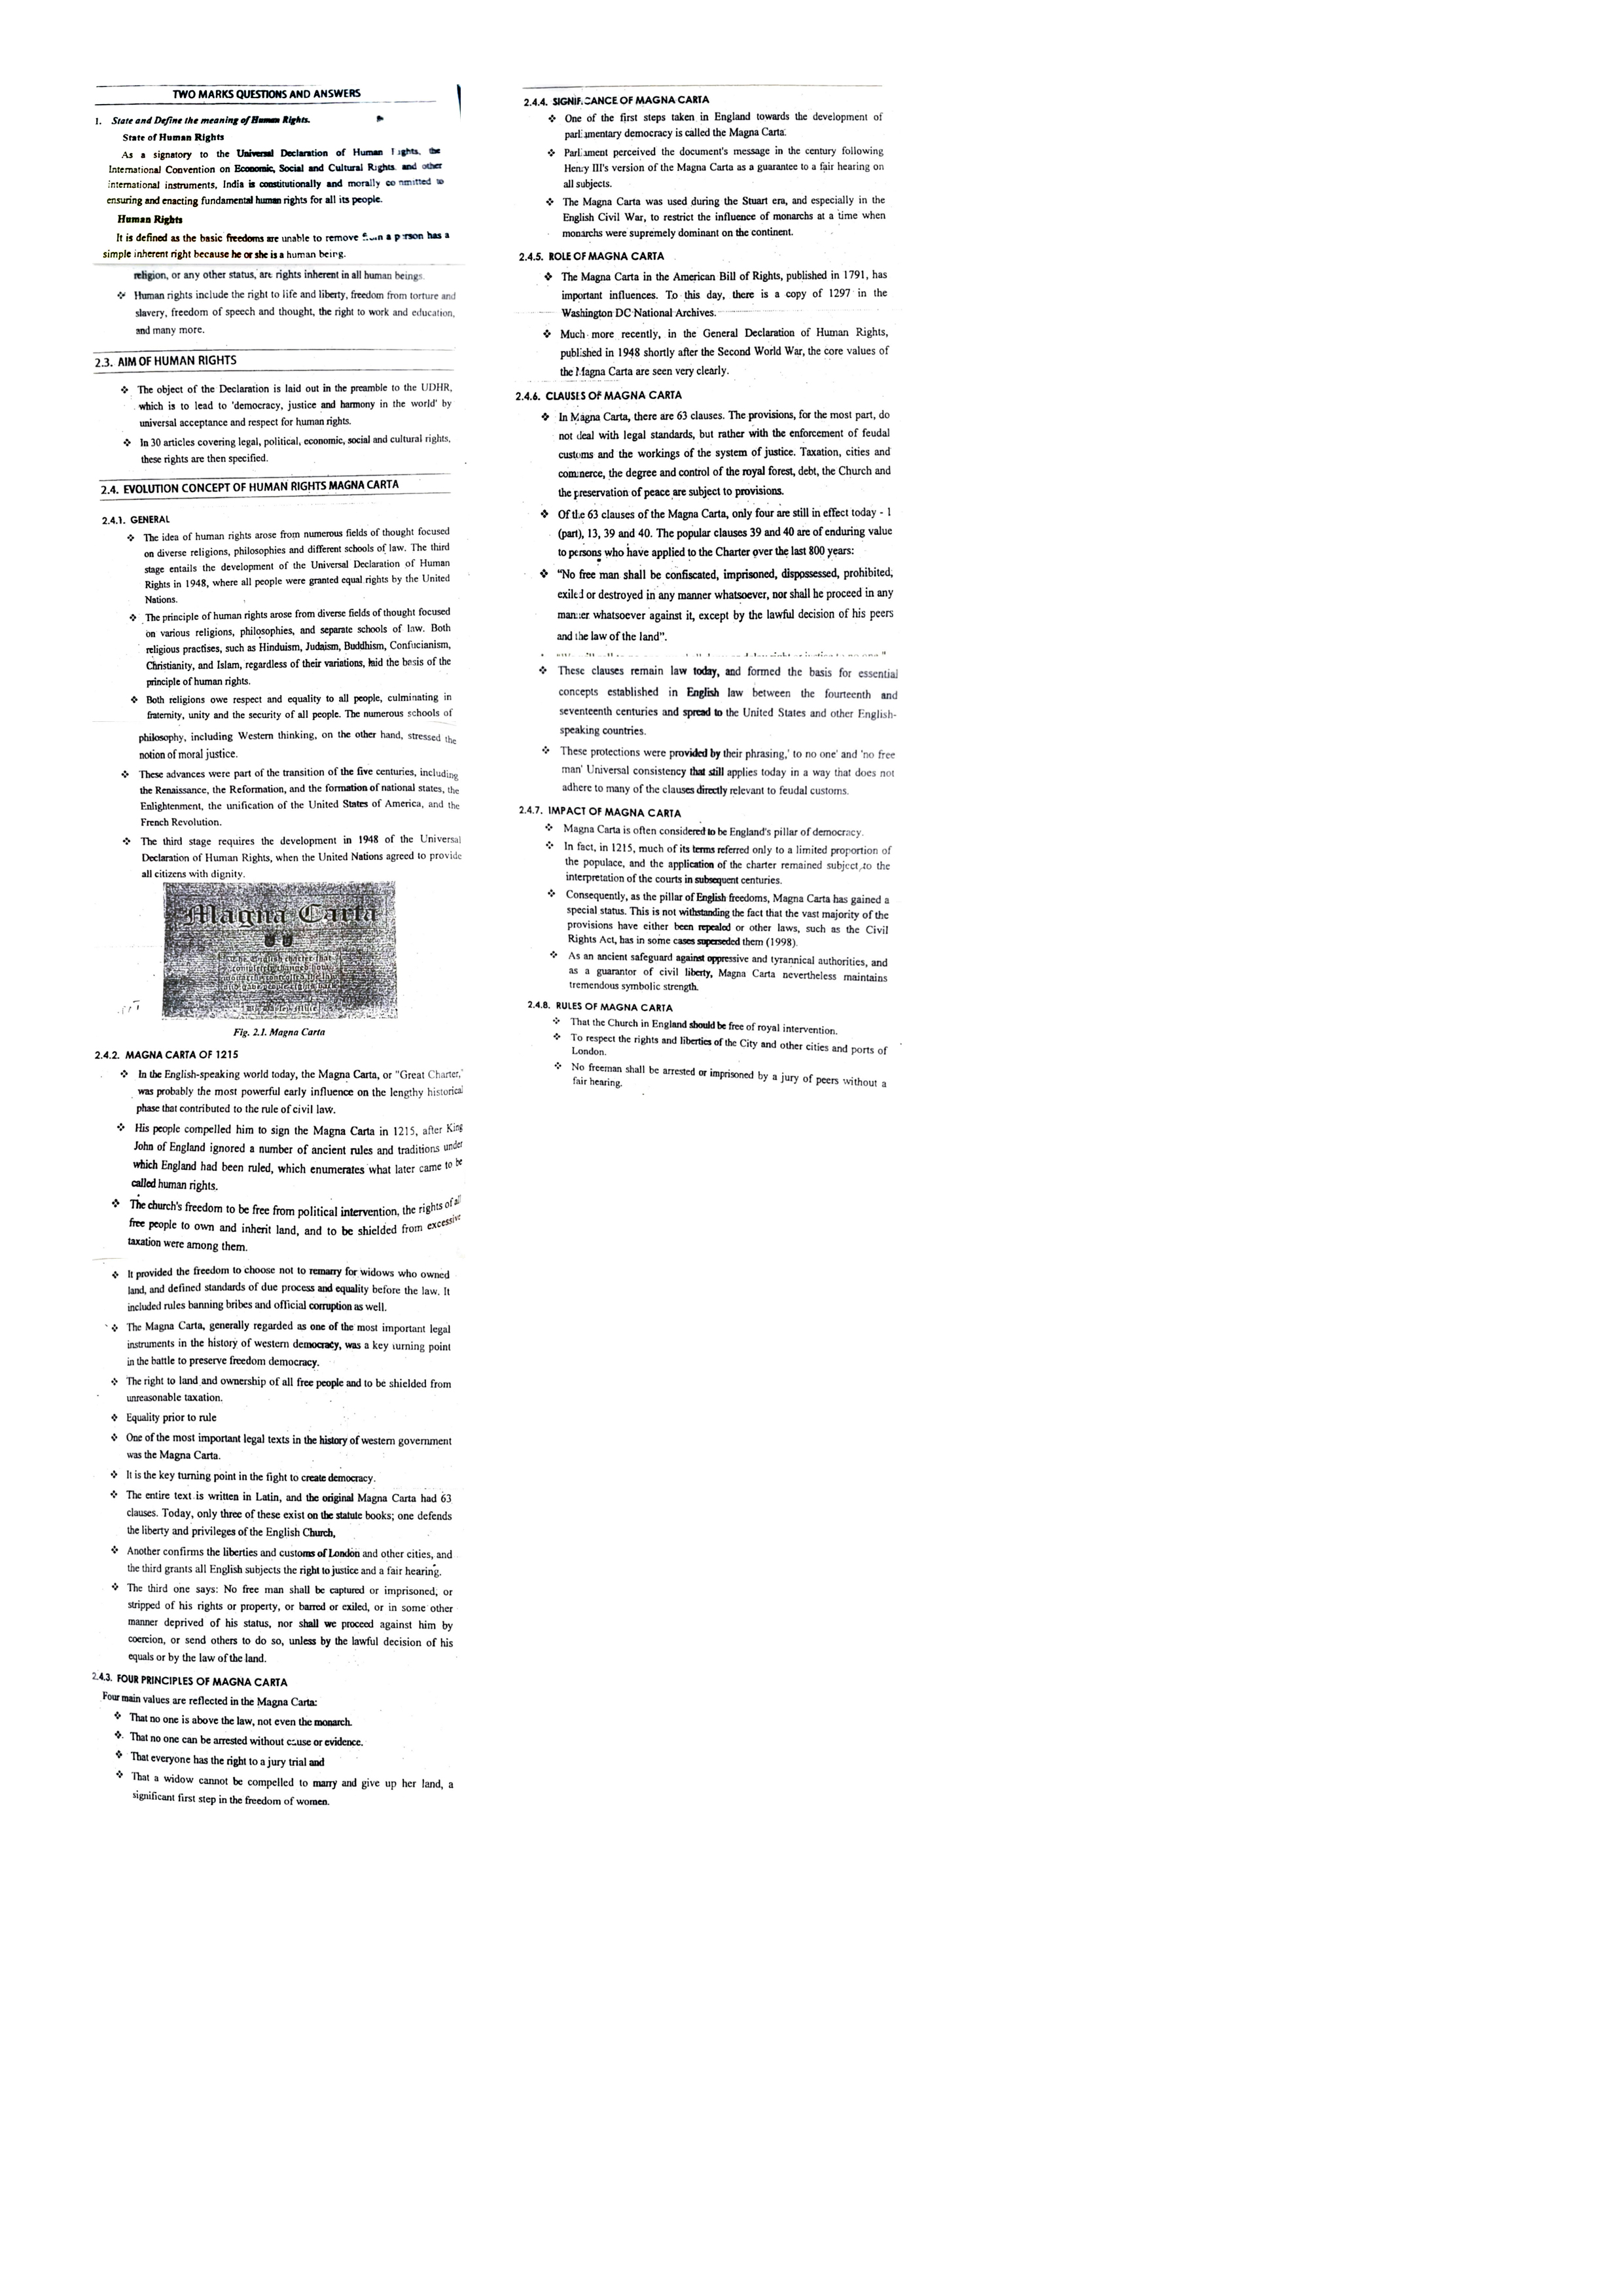 TWO MARKS QUESTIONS AND ANSWERS
1. State and Define the meaning of Human Rights.
State of Human Rights
As a signatory to the Universal Declaration of Human Rights, the
International Convention on Economic, Social and Cultural Rights and other
international instruments, India is constitutionally and morally committed to
ensuring and enacting fundamental human rights for all its people.
Human Rights
It is defined as the basic freedoms are unable to remove from a person has a
simple inherent right because he or she is a human being.
religion, or any other status, are rights inherent in all human beings.
❖ Human rights include the right to life and liberty, freedom from torture and
slavery, freedom of speech and thought, the right to work and education,
and many more.
2.3. AIM OF HUMAN RIGHTS
❖ The object of the Declaration is laid out in the preamble to the UDHR,
which is to lead to 'democracy, justice and harmony in the world' by
universal acceptance and respect for human rights.
❖ In 30 articles covering legal, political, economic, social and cultural rights,
these rights are then specified.
2.4. EVOLUTION CONCEPT OF HUMAN RIGHTS MAGNA CARTA
2.4.1. GENERAL
❖ The idea of human rights arose from numerous fields of thought focused
on diverse religions, philosophies and different schools of law. The third
stage entails the development of the Universal Declaration of Human
Rights in 1948, where all people were granted equal rights by the United
Nations.
❖ The principle of human rights arose from diverse fields of thought focused
on various religions, philosophies, and separate schools of law. Both
religious practises, such as Hinduism, Judaism, Buddhism, Confucianism,
Christianity, and Islam, regardless of their variations, laid the basis of the
principle of human rights.
❖ Both religions owe respect and equality to all people, culminating in
fraternity, unity and the security of all people. The numerous schools of
philosophy, including Western thinking, on the other hand, stressed the
notion of moral justice.
❖ These advances were part of the transition of the five centuries, including
the Renaissance, the Reformation, and the formation of national states, the
Enlightenment, the unification of the United States of America, and the
French Revolution.
❖ The third stage requires the development in 1948 of the Universal
Declaration of Human Rights, when the United Nations agreed to provide
all citizens with dignity.
Magna Carta
The English charter that
completely changed how
monarchs controlled the law
and gave people rights
Fig. 2.1. Magna Carta
2.4.2. MAGNA CARTA OF 1215
❖ In the English-speaking world today, the Magna Carta, or "Great Charter,"
was probably the most powerful early influence on the lengthy historical
phase that contributed to the rule of civil law.
❖ His people compelled him to sign the Magna Carta in 1215, after King
John of England ignored a number of ancient rules and traditions under
which England had been ruled, which enumerates what later came to be
called human rights.
❖ The church's freedom to be free from political intervention, the rights of all
free people to own and inherit land, and to be shielded from excessive
taxation were among them.
❖ It provided the freedom to choose not to remarry for widows who owned
land, and defined standards of due process and equality before the law. It
included rules banning bribes and official corruption as well.
❖ The Magna Carta, generally regarded as one of the most important legal
instruments in the history of western democracy, was a key turning point
in the battle to preserve freedom democracy.
❖ The right to land and ownership of all free people and to be shielded from
unreasonable taxation.
❖ Equality prior to rule
❖ One of the most important legal texts in the history of western government
was the Magna Carta.
❖ It is the key turning point in the fight to create democracy.
❖ The entire text is written in Latin, and the original Magna Carta had 63
clauses. Today, only three of these exist on the statute books; one defends
the liberty and privileges of the English Church,
❖ Another confirms the liberties and customs of London and other cities, and
the third grants all English subjects the right to justice and a fair hearing.
❖ The third one says: No free man shall be captured or imprisoned, or
stripped of his rights or property, or barred or exiled, or in some other
manner deprived of his status, nor shall we proceed against him by
coercion, or send others to do so, unless by the lawful decision of his
equals or by the law of the land.
2.4.3. FOUR PRINCIPLES OF MAGNA CARTA
Four main values are reflected in the Magna Carta:
❖ That no one is above the law, not even the monarch.
❖ That no one can be arrested without cause or evidence.
❖ That everyone has the right to a jury trial and
❖ That a widow cannot be compelled to marry and give up her land, a
significant first step in the freedom of women.
2.4.4. SIGNIFICANCE OF MAGNA CARTA
❖ One of the first steps taken in England towards the development of
parliamentary democracy is called the Magna Carta.
❖ Parliament perceived the document's message in the century following
Henry III's version of the Magna Carta as a guarantee to a fair hearing on
all subjects.
❖ The Magna Carta was used during the Stuart era, and especially in the
English Civil War, to restrict the influence of monarchs at a time when
monarchs were supremely dominant on the continent.
2.4.5. ROLE OF MAGNA CARTA
❖ The Magna Carta in the American Bill of Rights, published in 1791, has
important influences. To this day, there is a copy of 1297 in the
Washington DC National Archives.
❖ Much more recently, in the General Declaration of Human Rights,
published in 1948 shortly after the Second World War, the core values of
the Magna Carta are seen very clearly.
2.4.6. CLAUSES OF MAGNA CARTA
❖ In Magna Carta, there are 63 clauses. The provisions, for the most part, do
not deal with legal standards, but rather with the enforcement of feudal
customs and the workings of the system of justice. Taxation, cities and
commerce, the degree and control of the royal forest, debt, the Church and
the preservation of peace are subject to provisions.
❖ Of the 63 clauses of the Magna Carta, only four are still in effect today - 1
(part), 13, 39 and 40. The popular clauses 39 and 40 are of enduring value
to persons who have applied to the Charter over the last 800 years:
❖ "No free man shall be confiscated, imprisoned, dispossessed, prohibited,
exiled or destroyed in any manner whatsoever, nor shall he proceed in any
manner whatsoever against it, except by the lawful decision of his peers
and the law of the land".
❖ These clauses remain law today, and formed the basis for essential
concepts established in English law between the fourteenth and
seventeenth centuries and spread to the United States and other English-
speaking countries.
❖ These protections were provided by their phrasing,' to no one' and 'no free
man' Universal consistency that still applies today in a way that does not
adhere to many of the clauses directly relevant to feudal customs.
2.4.7. IMPACT OF MAGNA CARTA
❖ Magna Carta is often considered to be England's pillar of democracy.
❖ In fact, in 1215, much of its terms referred only to a limited proportion of
the populace, and the application of the charter remained subject to the
interpretation of the courts in subsequent centuries.
❖ Consequently, as the pillar of English freedoms, Magna Carta has gained a
special status. This is not withstanding the fact that the vast majority of the
provisions have either been repealed or other laws, such as the Civil
Rights Act, has in some cases superseded them (1998).
❖ As an ancient safeguard against oppressive and tyrannical authorities, and
as a guarantor of civil liberty, Magna Carta nevertheless maintains
tremendous symbolic strength.
2.4.8. RULES OF MAGNA CARTA
❖ That the Church in England should be free of royal intervention.
❖ To respect the rights and liberties of the City and other cities and ports of
London.
❖ No freeman shall be arrested or imprisoned by a jury of peers without a
fair hearing.